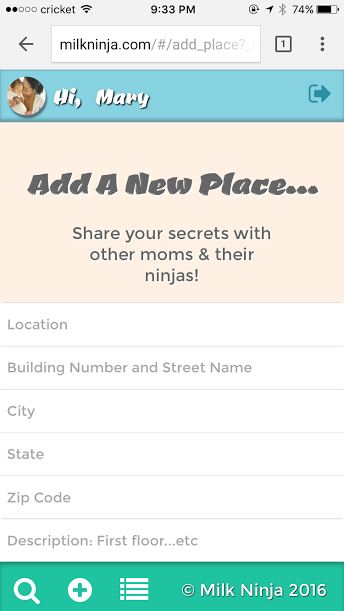 cricket 9:33 PM 74%
milkninja.com/#/add_place?_ 1
Hi, Mary
Add A New Place...
Share your secrets with
other moms & their
ninjas!
Location
Building Number and Street Name
City
State
Zip Code
Description: First floor...etc
© Milk Ninja 2016